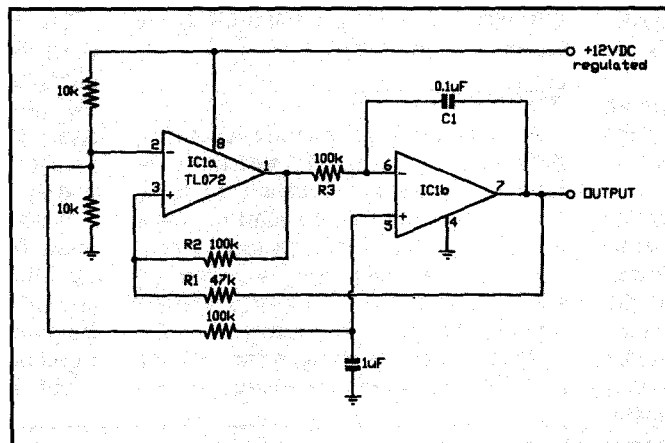 +12VDC
regulated
10k
0.1uF
C1
2
8
IC1a
TL072
1
3
100k
R3
6
IC1b
7
OUTPUT
5
4
10k
R2 100k
R1 47k
100k
1uF